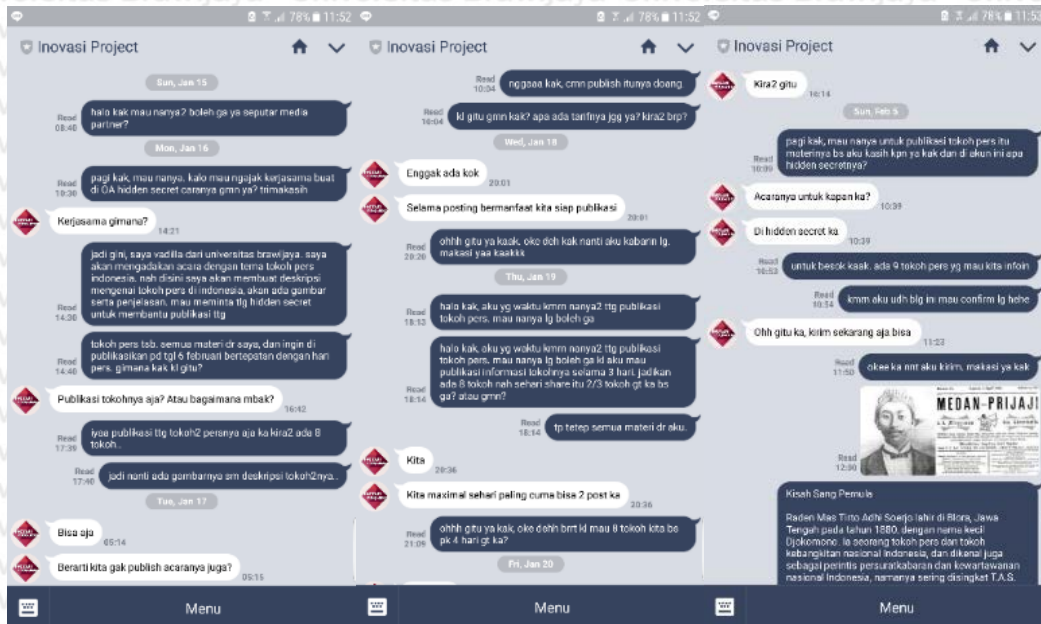 78% 11:52
Inovasi Project
Sun, Jan 15
halo kak mau nanya2 boleh ga ya seputar media
partner?
Read
08:40
Mon, Jan 16
pagi kak, mau nanya. kalo mau ngajak kerjasama buat
di OA hidden secret caranya gmn ya? trimakasih
Read
10:30
Kerjasama gimana?
14:21
jadi gini, saya vadilla dari universitas brawijaya. saya
akan mengadakan acara dengan tema tokoh pers
indonesia. nah disini saya akan membuat deskripsi
mengenai tokoh pers di indonesia, akan ada gambar
serta penjelasan. mau meminta tlg hidden secret
untuk membantu publikasi ttg
Read
14:38
tokoh pers tsb. semua materi dr saya, dan ingin di
publikasikan pd tgl 6 februari bertepatan dengan hari
pers. gimana kak kl gitu?
Read
14:40
Publikasi tokohnya aja? Atau bagaimana mbak?
16:42
iyaa publikasi ttg tokoh2 persnya aja ka kira2 ada 8
tokoh..
Read
17:39
jadi nanti ada gambarnya sm deskripsi tokoh2nya..
Read
17:40
Tue, Jan 17
Bisa aja
05:14
Berarti kita gak publish acaranya juga?
05:15
Menu
78% 11:52
Inovasi Project
nggaaa kak, cmn publish itunya doang.
Read
10:04
kl gitu gmn kak? apa ada tarifnya jgg ya? kira2 brp?
Read
10:04
Wed, Jan 18
Enggak ada kok
20:01
Selama posting bermanfaat kita siap publikasi
20:01
ohhh gitu ya kaak. oke deh kak nanti aku kabarin lg.
makasi yaa kaakkk
Read
20:20
Thu, Jan 19
halo kak, aku yg waktu kmrn nanya2 ttg publikasi
tokoh pers. mau nanya lg boleh ga
Read
18:13
halo kak, aku yg waktu kmrn nanya2 ttg publikasi
tokoh pers. mau nanya lg boleh ga kl aku mau
publikasi informasi tokohnya selama 3 hari. jadikan
ada 8 tokoh nah sehari share itu 2/3 tokoh gt ka bs
ga? atau gmn?
Read
18:14
tp tetep semua materi dr aku.
Read
18:14
Kita
20:36
Kita maximal sehari paling cuma bisa 2 post ka
20:36
ohhh gitu ya kak, oke dehh brrt kl mau 8 tokoh kita bs
pk 4 hari gt ka?
Read
21:09
Fri, Jan 20
Menu
78% 11:53
Inovasi Project
Kira2 gitu
16:14
Sun, Feb 5
pagi kak, mau nanya untuk publikasi tokoh pers itu
materinya bs aku kasih kpn ya kak dan di akun ini apa
hidden secretnya?
Read
10:09
Acaranya untuk kapan ka?
10:39
Di hidden secret ka
10:39
untuk besok kaak. ada 9 tokoh pers yg mau kita infoin
Read
10:53
kmrn aku udh blg ini mau confirm lg hehe
Read
10:54
Ohh gitu ka, kirim sekarang aja bisa
11:23
okee ka nnt aku kirim. makasi ya kak
Read
11:50
MEDAN-PRIJAJI
Read
12:00
Kisah Sang Pemula
Raden Mas Tirto Adhi Soerjo lahir di Blora, Jawa
Tengah pada tahun 1880, dengan nama kecil
Djokomono. Ia seorang tokoh pers dan tokoh
kebangkitan nasional Indonesia, dan dikenal juga
sebagai perintis persuratkabaran dan kewartawanan
nasional Indonesia, namanya sering disingkat T.A.S.
Menu